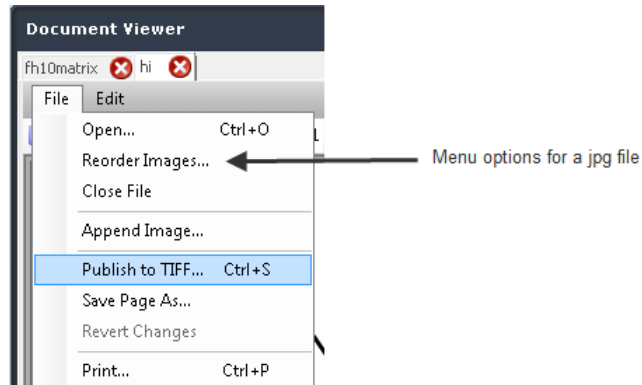 Document Viewer
fh10matrix hi
File Edit
Open... Ctrl+O
Reorder Images...
Menu options for a jpg file
Close File
Append Image...
Publish to TIFF... Ctrl+S
Save Page As...
Revert Changes
Print... Ctrl+P